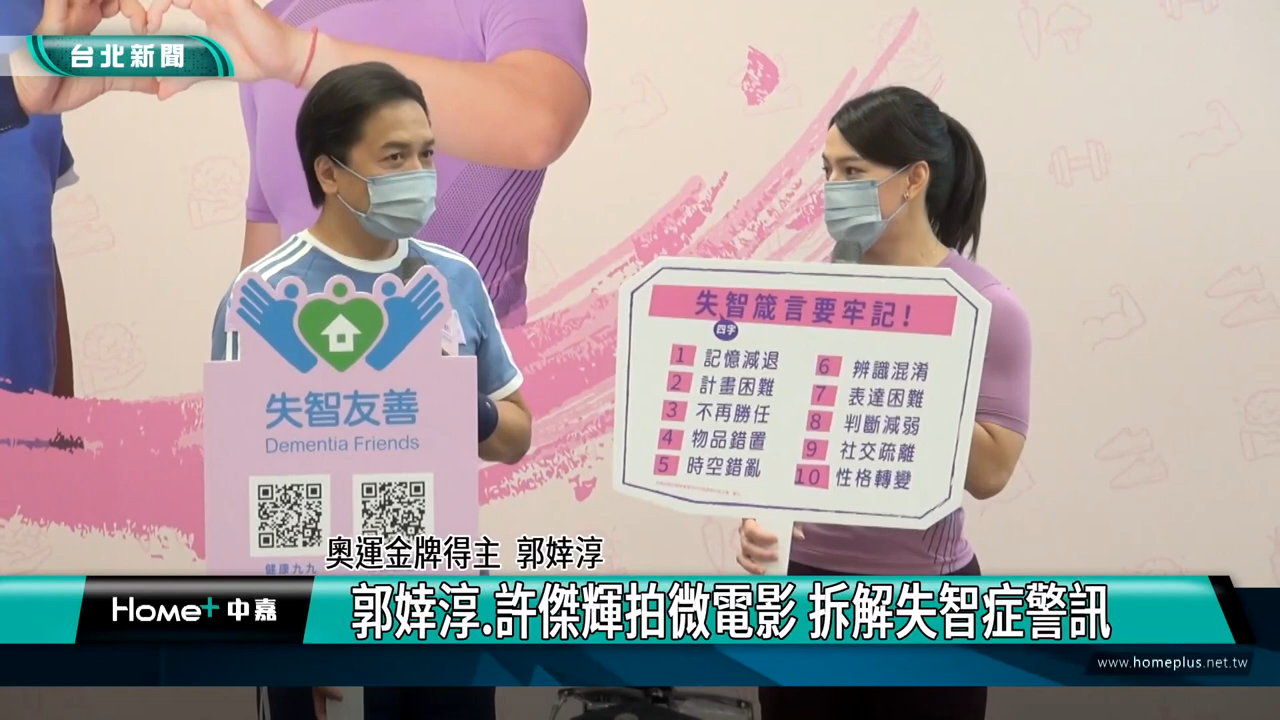 台北新聞
失智友善
Dementia Friends
健康九九
失智箴言要牢記!
四字
1 記憶減退
2 計畫困難
3 不再勝任
4 物品錯置
5 時空錯亂
6 辨識混淆
7 表達困難
8 判斷減弱
9 社交疏離
10 性格轉變
奧運金牌得主 郭婞淳
Home+ 中嘉
郭婞淳.許傑輝拍微電影 拆解失智症警訊
www.homeplus.net.tw